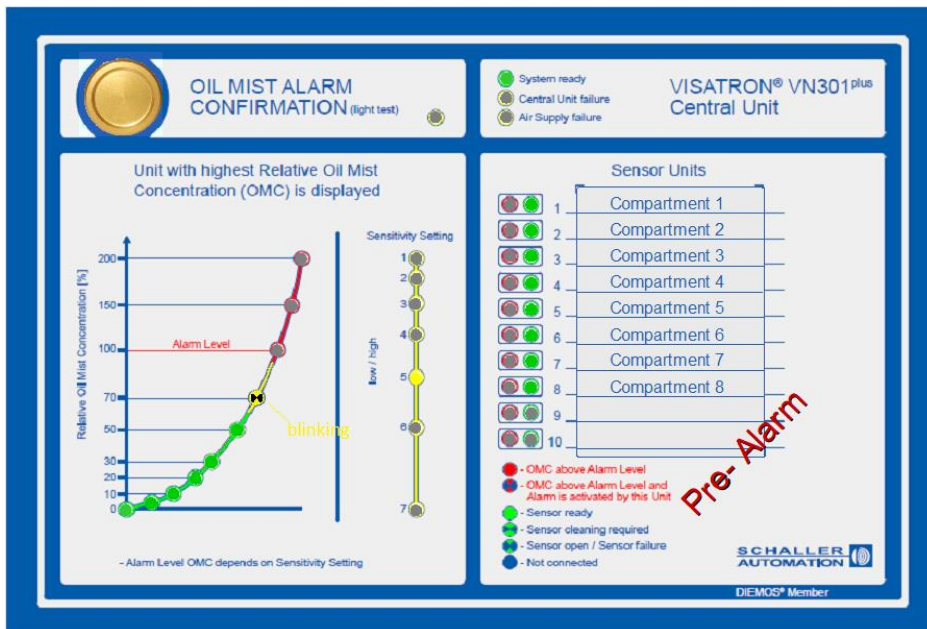 OIL MIST ALARM
CONFIRMATION (light test)
System ready
Central Unit failure
Air Supply failure
VISATRON® VN301plus
Central Unit
Unit with highest Relative Oil Mist
Concentration (OMC) is displayed
Sensitivity Setting
Relative Oil Mist Concentration [%]
200
150
100
70
50
30
20
10
0
Alarm Level
blinking
low / high
1
2
3
4
5
6
7
- Alarm Level OMC depends on Sensitivity Setting
Sensor Units
1 Compartment 1
2 Compartment 2
3 Compartment 3
4 Compartment 4
5 Compartment 5
6 Compartment 6
7 Compartment 7
8 Compartment 8
9
10
Pre- Alarm
- OMC above Alarm Level
- OMC above Alarm Level and
Alarm is activated by this Unit
- Sensor ready
- Sensor cleaning required
- Sensor open / Sensor failure
- Not connected
SCHALLER
AUTOMATION
DIEMOS® Member